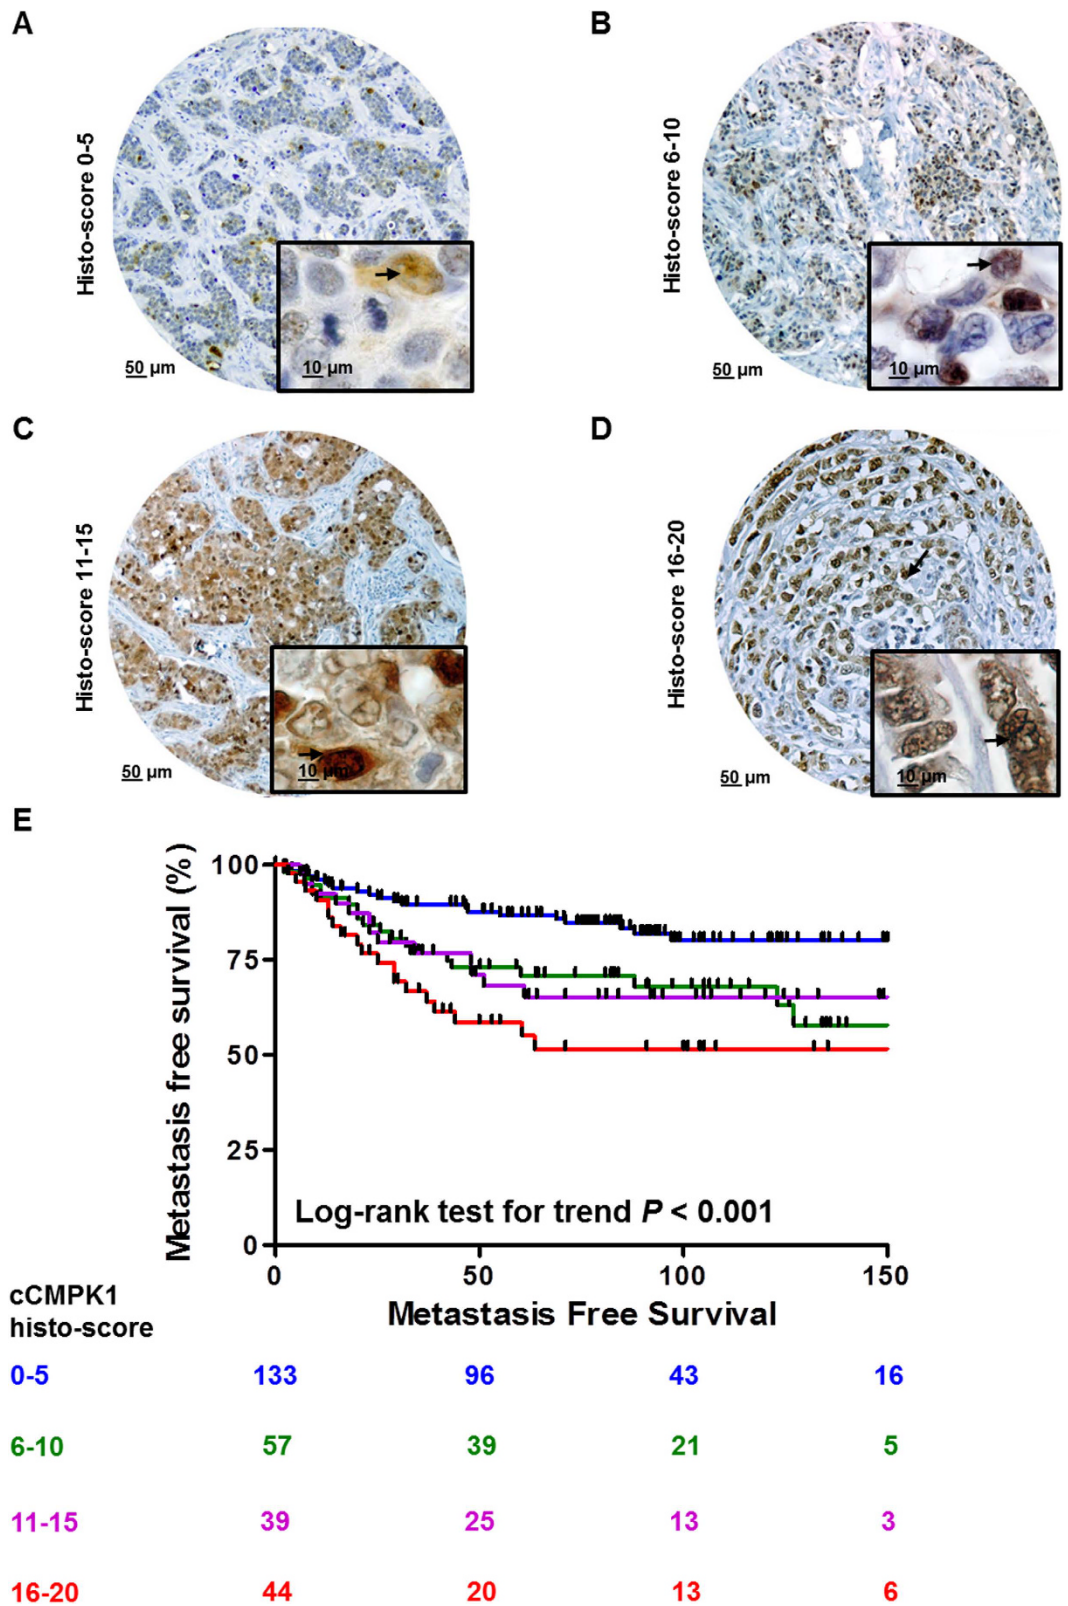 A
B
Histo-score 0-5
Histo-score 6-10
50 µm
10 µm
50 µm
10 µm
C
D
Histo-score 11-15
Histo-score 16-20
50 µm
10 µm
50 µm
10 µm
E
Metastasis free survival (%)
100
75
50
25
0
Log-rank test for trend P < 0.001
0 50 100 150
Metastasis Free Survival
cCMPK1
histo-score
0-5 133 96 43 16
6-10 57 39 21 5
11-15 39 25 13 3
16-20 44 20 13 6